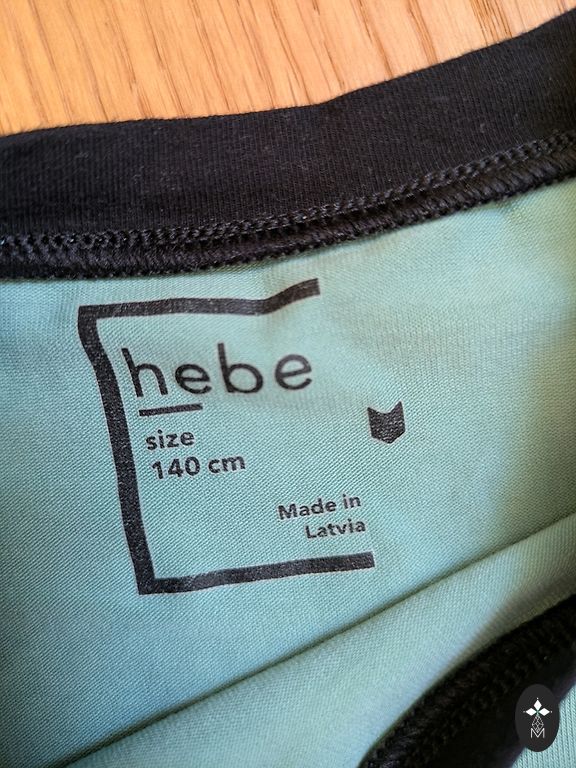 hebe
size
140 cm
Made in
Latvia
M